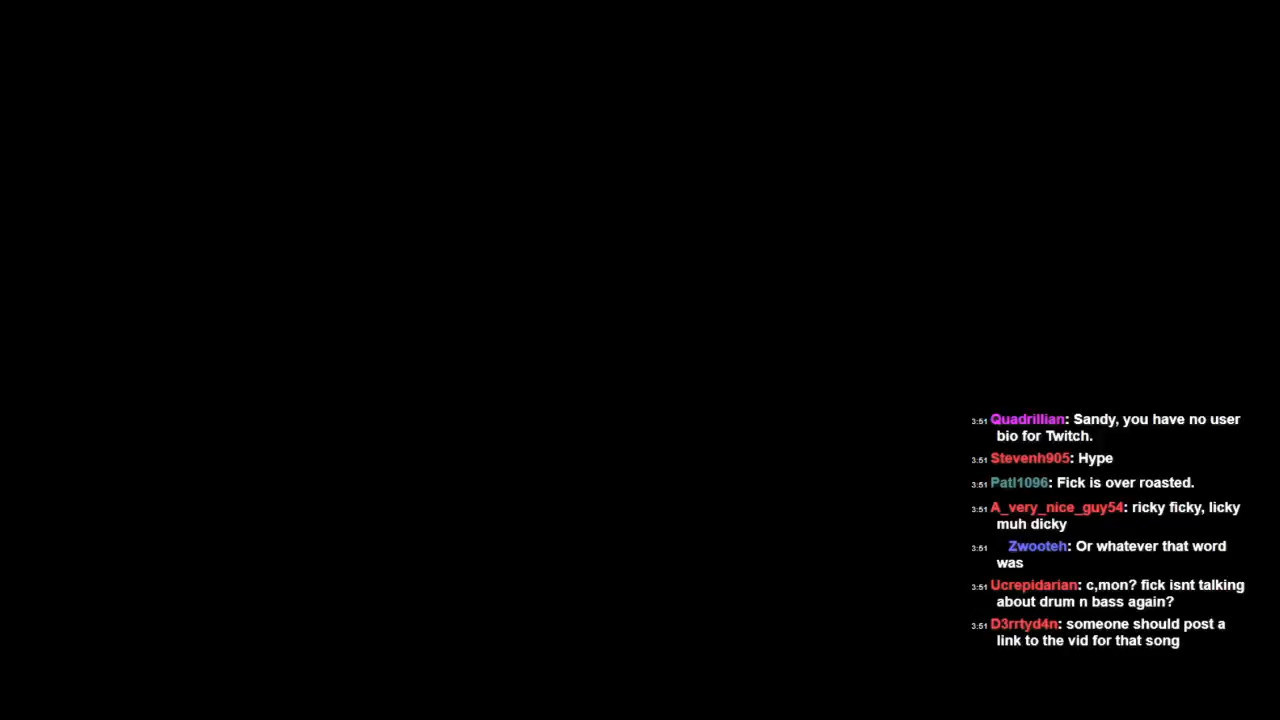 3:51 Quadrillian: Sandy, you have no user
bio for Twitch.
3:51 Stevenh905: Hype
3:51 Patl1096: Fick is over roasted.
3:51 A_very_nice_guy54: ricky ficky, licky
muh dicky
3:51 Zwooteh: Or whatever that word
was
3:51 Ucrepidarian: c,mon? fick isnt talking
about drum n bass again?
3:51 D3rrtyd4n: someone should post a
link to the vid for that song